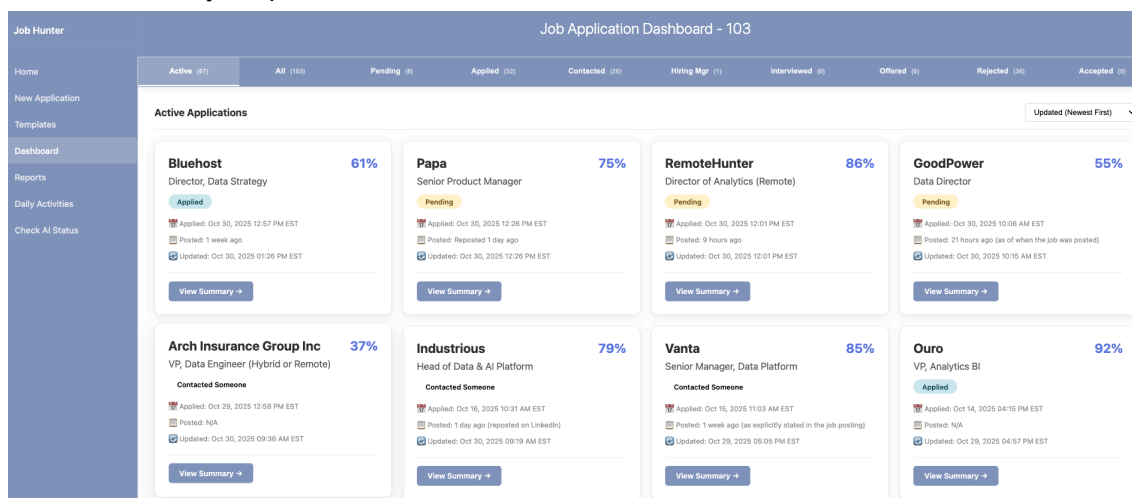 Job Hunter
Job Application Dashboard - 103
Home
New Application
Templates
Dashboard
Reports
Daily Activities
Check AI Status
Active (67)
All (103)
Pending (8)
Applied (32)
Contacted (26)
Hiring Mgr (1)
Interviewed (0)
Offered (0)
Rejected (36)
Accepted (0)
Active Applications
Updated (Newest First)
Bluehost 61%
Director, Data Strategy
Applied
Applied: Oct 30, 2025 12:57 PM EST
Posted: 1 week ago
Updated: Oct 30, 2025 01:26 PM EST
View Summary →
Papa 75%
Senior Product Manager
Pending
Applied: Oct 30, 2025 12:26 PM EST
Posted: Reposted 1 day ago
Updated: Oct 30, 2025 12:26 PM EST
View Summary →
RemoteHunter 86%
Director of Analytics (Remote)
Pending
Applied: Oct 30, 2025 12:01 PM EST
Posted: 9 hours ago
Updated: Oct 30, 2025 12:01 PM EST
View Summary →
GoodPower 55%
Data Director
Pending
Applied: Oct 30, 2025 10:06 AM EST
Posted: 21 hours ago (as of when the job was posted)
Updated: Oct 30, 2025 10:15 AM EST
View Summary →
Arch Insurance Group Inc 37%
VP, Data Engineer (Hybrid or Remote)
Contacted Someone
Applied: Oct 29, 2025 12:58 PM EST
Posted: N/A
Updated: Oct 30, 2025 09:36 AM EST
View Summary →
Industrious 79%
Head of Data & AI Platform
Contacted Someone
Applied: Oct 16, 2025 10:31 AM EST
Posted: 1 day ago (reposted on LinkedIn)
Updated: Oct 30, 2025 09:19 AM EST
View Summary →
Vanta 85%
Senior Manager, Data Platform
Contacted Someone
Applied: Oct 15, 2025 11:03 AM EST
Posted: 1 week ago (as explicitly stated in the job posting)
Updated: Oct 29, 2025 05:05 PM EST
View Summary →
Ouro 92%
VP, Analytics BI
Applied
Applied: Oct 14, 2025 04:15 PM EST
Posted: N/A
Updated: Oct 29, 2025 04:57 PM EST
View Summary →